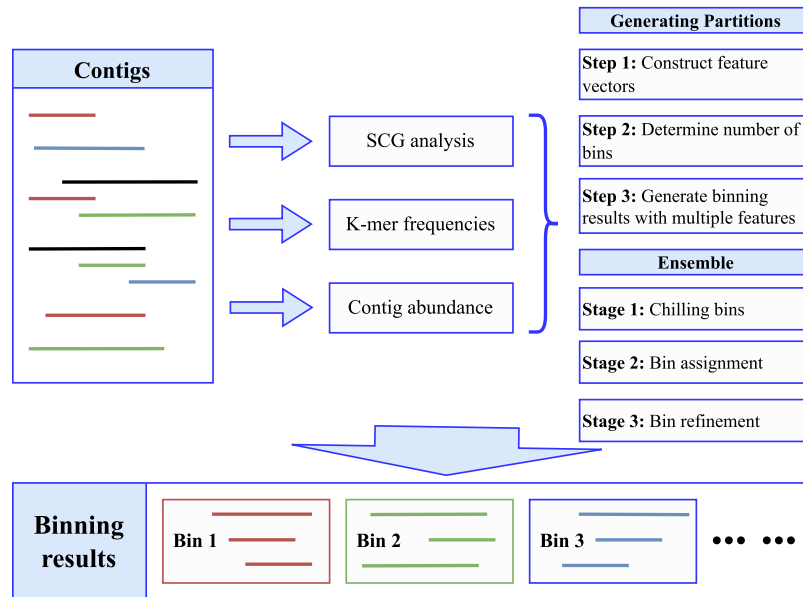 Contigs
SCG analysis
K-mer frequencies
Contig abundance
Generating Partitions
Step 1: Construct feature
vectors
Step 2: Determine number of
bins
Step 3: Generate binning
results with multiple features
Ensemble
Stage 1: Chilling bins
Stage 2: Bin assignment
Stage 3: Bin refinement
Binning
results
Bin 1
Bin 2
Bin 3
••• •••